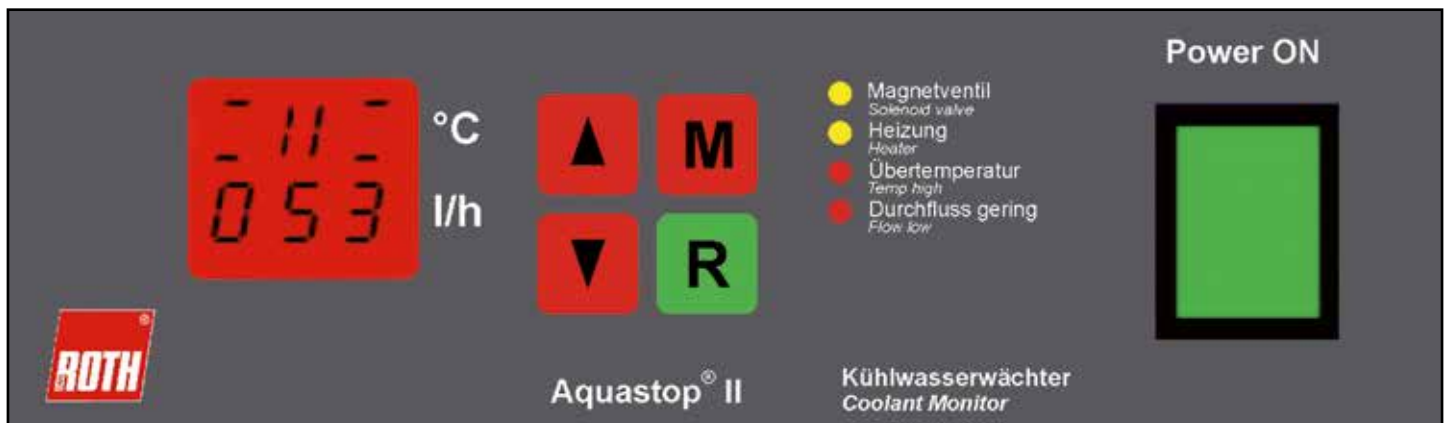 Power ON
11 °C
053 l/h
▲ M
▼ R
Magnetventil
Solenoid valve
Heizung
Heater
Übertemperatur
Temp high
Durchfluss gering
Flow low
ROTH®
Aquastop® II
Kühlwasserwächter
Coolant Monitor